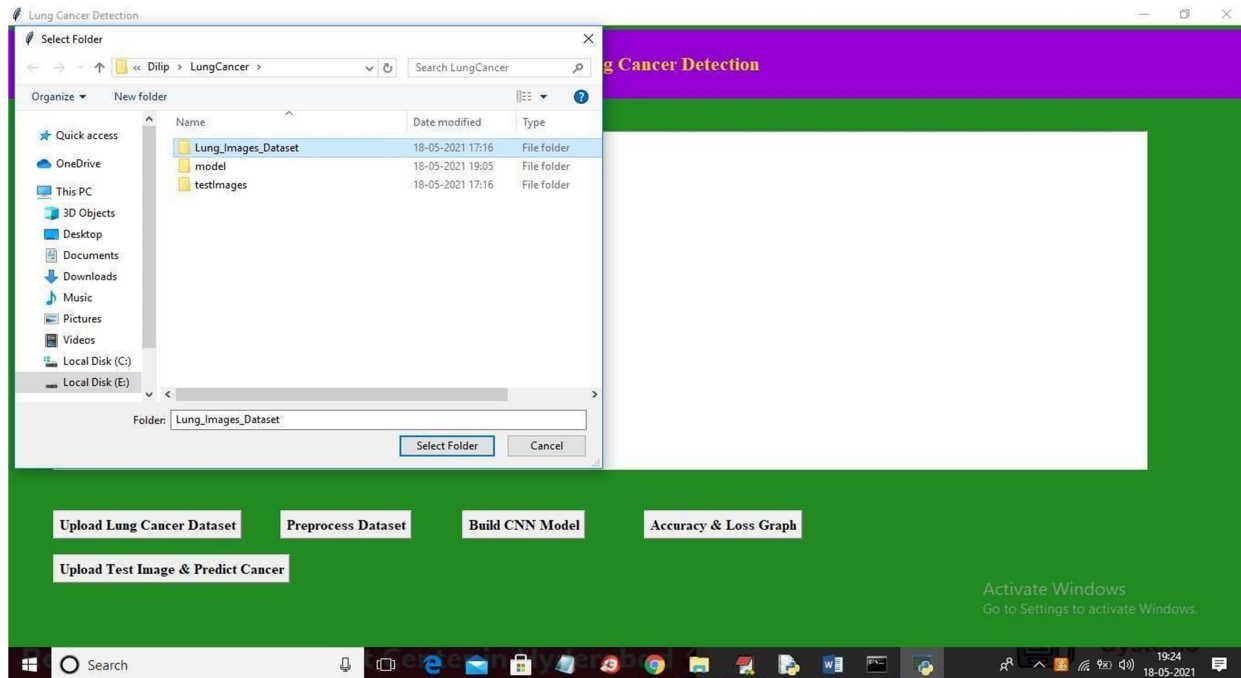 Lung Cancer Detection
Select Folder
« Dilip > LungCancer >
Search LungCancer
g Cancer Detection
Organize
New folder
Name
Date modified
Type
Quick access
OneDrive
This PC
3D Objects
Desktop
Documents
Downloads
Music
Pictures
Videos
Local Disk (C:)
Local Disk (E:)
Lung_Images_Dataset 18-05-2021 17:16 File folder
model 18-05-2021 19:05 File folder
testImages 18-05-2021 17:16 File folder
Folder: Lung_Images_Dataset
Select Folder
Cancel
Upload Lung Cancer Dataset
Preprocess Dataset
Build CNN Model
Accuracy & Loss Graph
Upload Test Image & Predict Cancer
Activate Windows
Go to Settings to activate Windows.
Search
19:24
18-05-2021